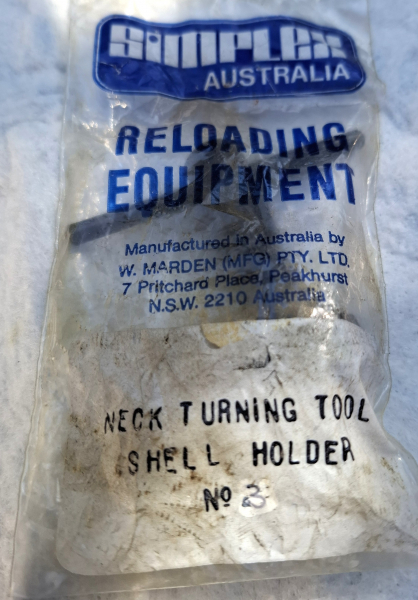 SIMPLEX
AUSTRALIA
RELOADING
EQUIPMENT
Manufactured in Australia by
W. MARDEN (MFG) PTY. LTD.
7 Pritchard Place, Peakhurst
N.S.W. 2210 Australia
NECK TURNING TOOL
SHELL HOLDER
Nº 3